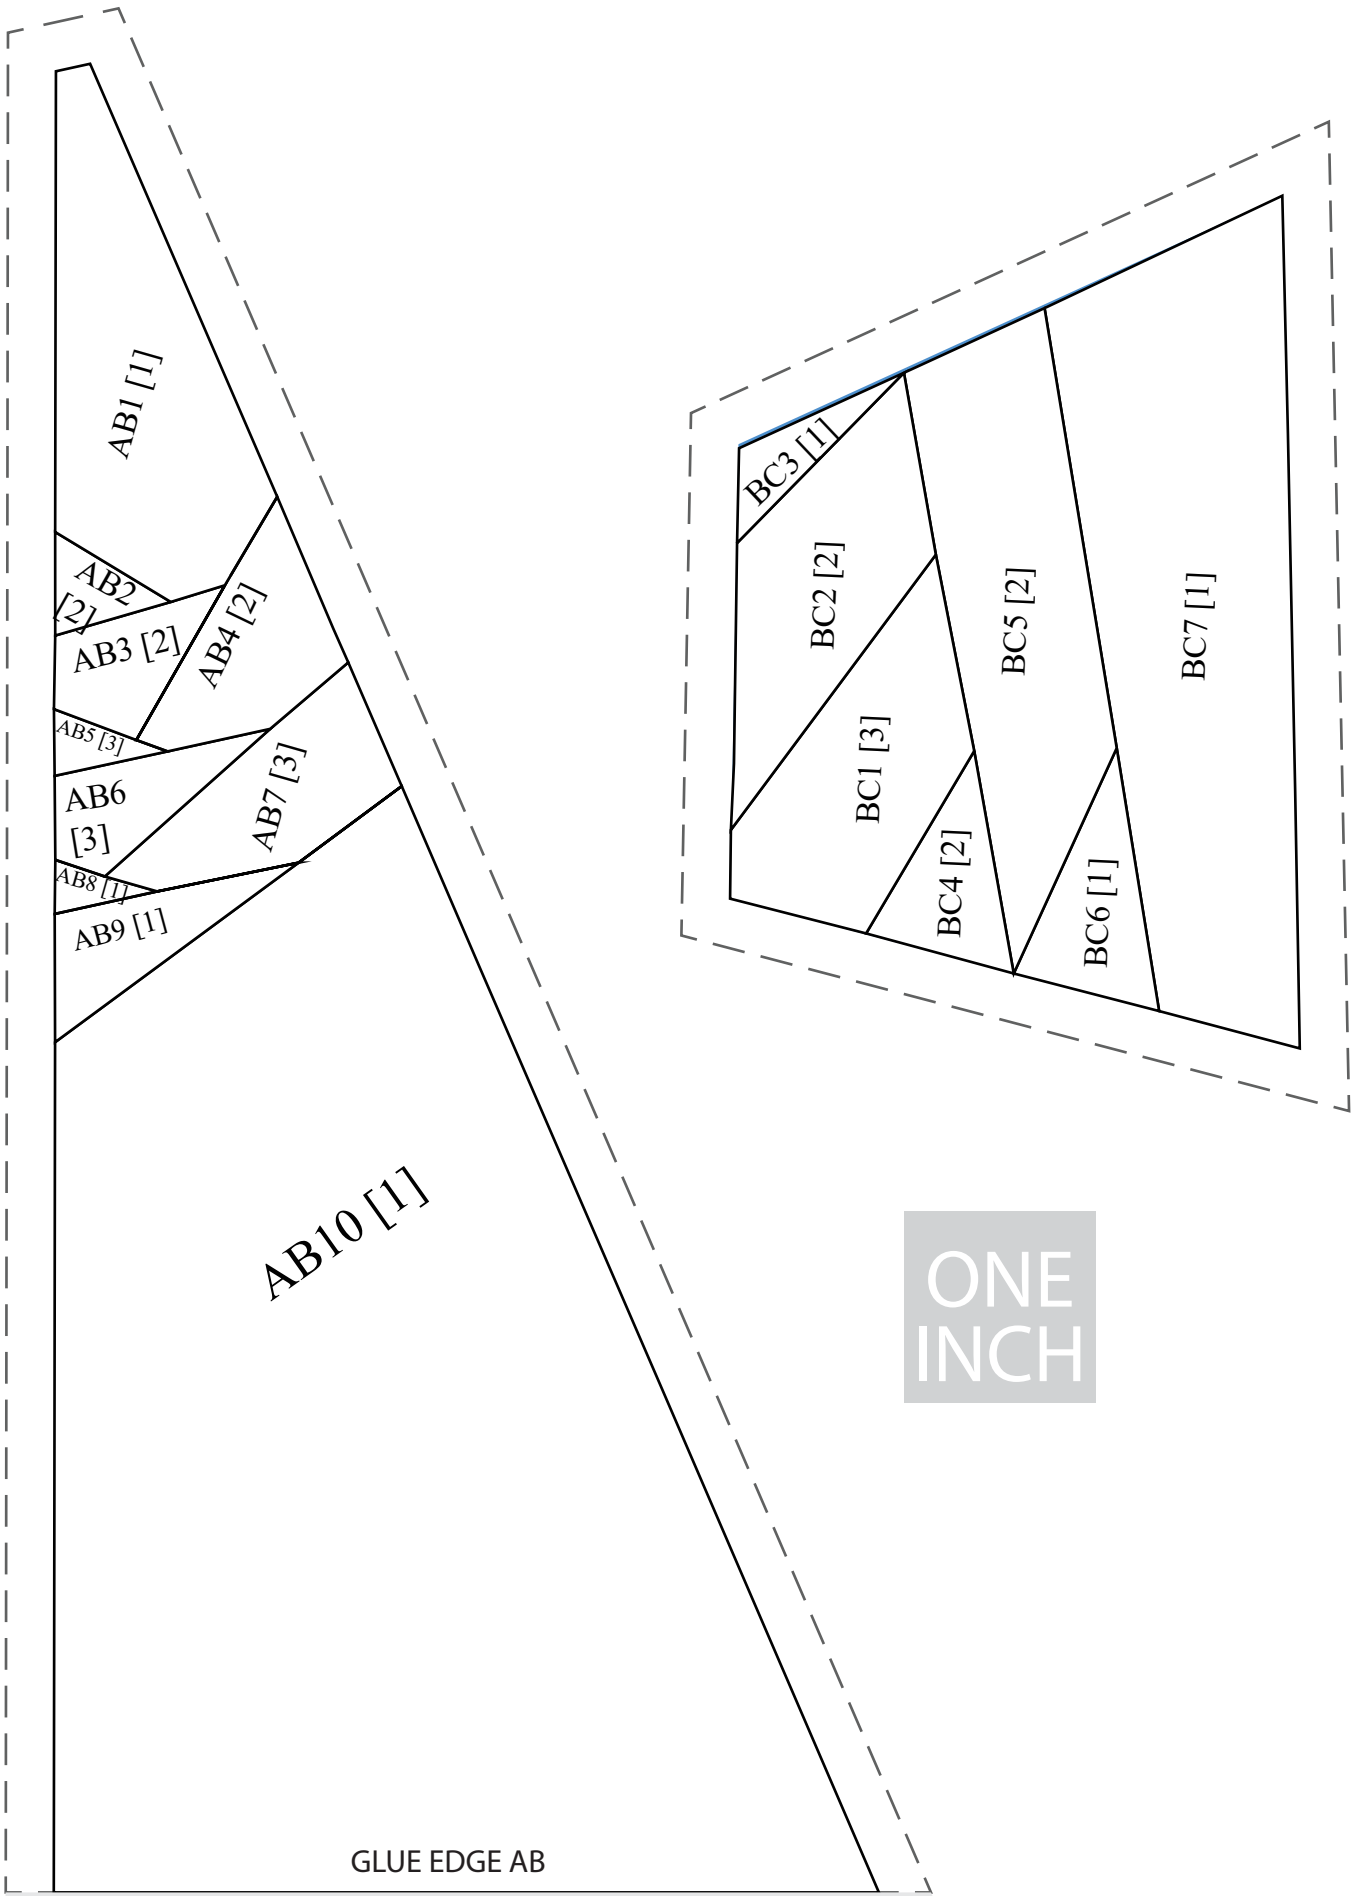 AB1 [1]
AB2
[2]
AB3 [2]
AB4 [2]
AB5 [3]
AB6
[3]
AB7 [3]
AB8 [1]
AB9 [1]
AB10 [1]
GLUE EDGE AB
BC3 [1]
BC2 [2]
BC1 [3]
BC4 [2]
BC5 [2]
BC6 [1]
BC7 [1]
ONE
INCH